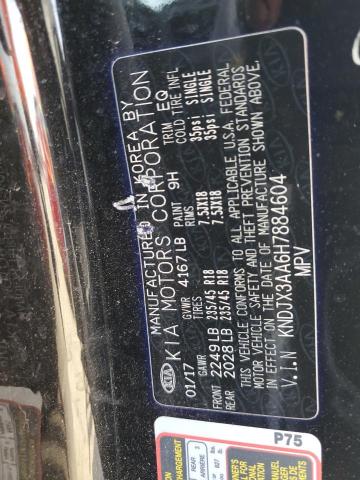 MANUFACTURED IN KOREA BY
KIA MOTORS CORPORATION
01/17 GVWR 4167 LB PAINT 9H TRIM EQ
GAWR TIRES RIMS COLD TIRE INFL
FRONT 2249 LB 235/45 R18 7.5JX18 35psi SINGLE
REAR 2028 LB 235/45 R18 7.5JX18 35psi SINGLE
THIS VEHICLE CONFORMS TO ALL APPLICABLE U.S.A. FEDERAL
MOTOR VEHICLE SAFETY AND THEFT PREVENTION STANDARDS
IN EFFECT ON THE DATE OF MANUFACTURE SHOWN ABOVE.
V.I.N KNDJX3AA6H7884604
MPV
P75
REAR